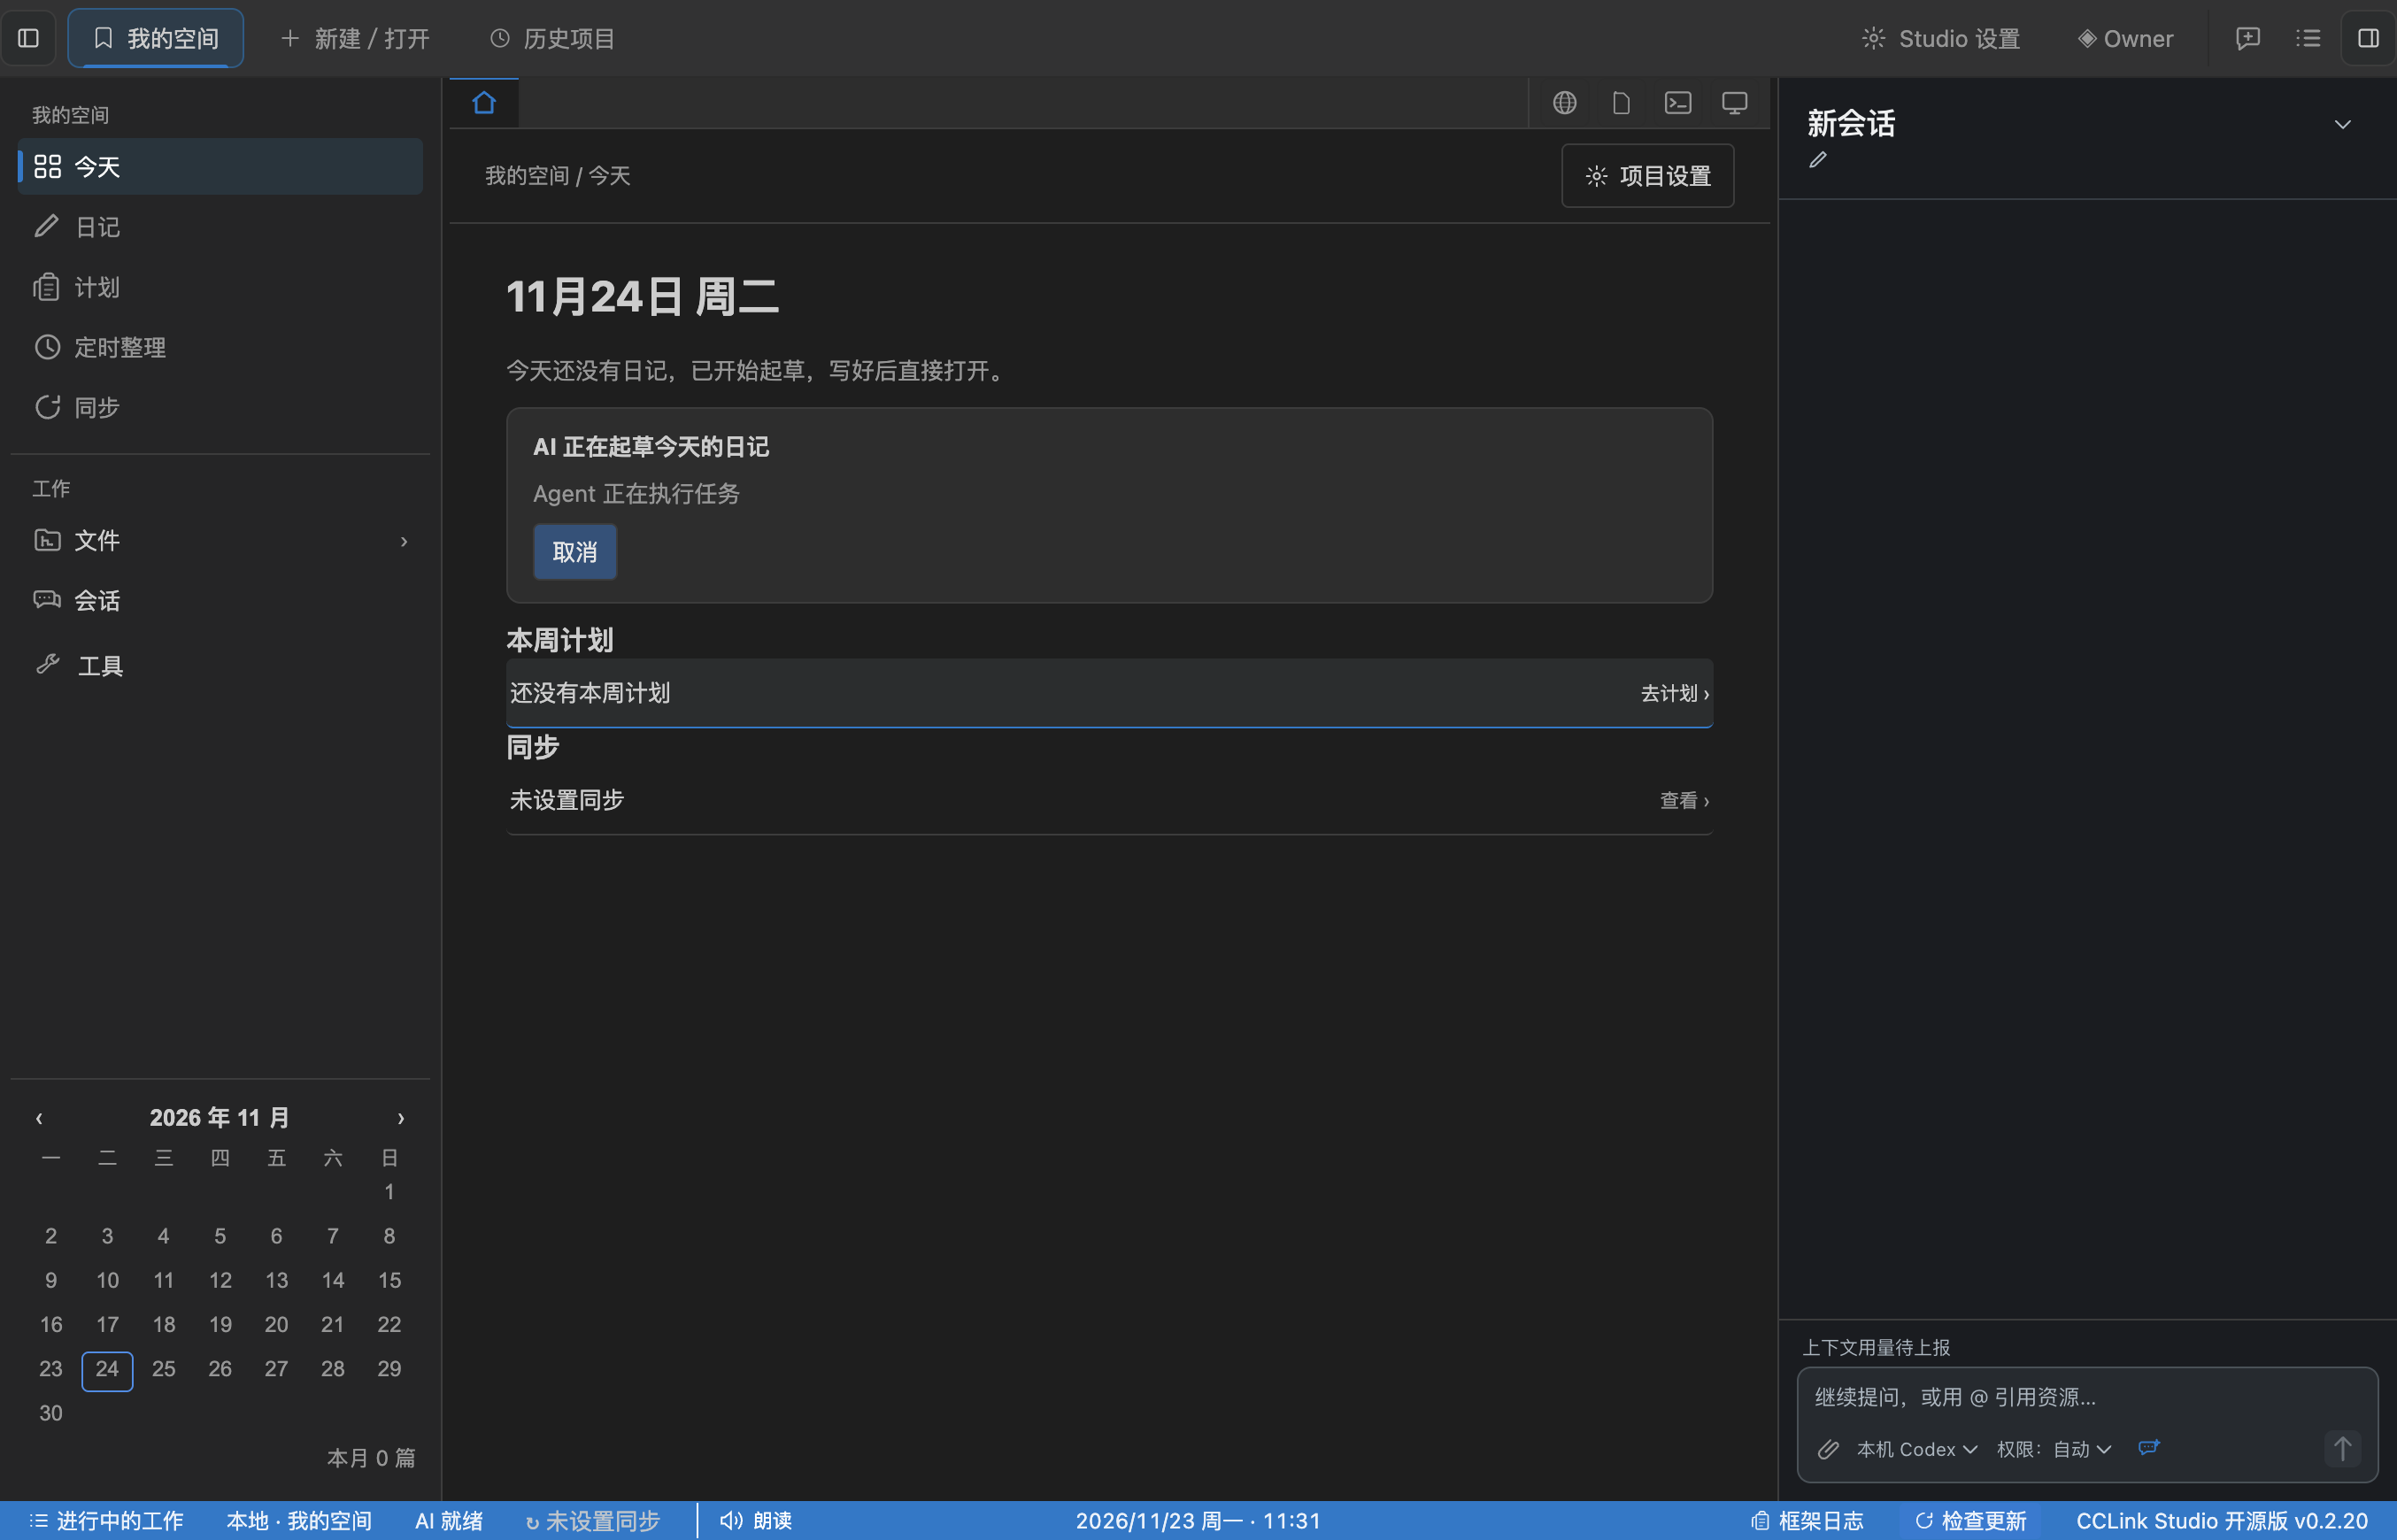 我的空间
新建 / 打开
历史项目
Studio 设置
Owner
我的空间
今天
日记
计划
定时整理
同步
工作
文件
会话
工具
2026 年 11 月
一 二 三 四 五 六 日
1
2 3 4 5 6 7 8
9 10 11 12 13 14 15
16 17 18 19 20 21 22
23 24 25 26 27 28 29
30
本月 0 篇
我的空间 / 今天
项目设置
11月24日 周二
今天还没有日记，已开始起草，写好后直接打开。
AI 正在起草今天的日记
Agent 正在执行任务
取消
本周计划
还没有本周计划
去计划 ›
同步
未设置同步
查看 ›
新会话
上下文用量待上报
继续提问，或用 @ 引用资源...
本机 Codex
权限：自动
进行中的工作
本地 · 我的空间
AI 就绪
↻ 未设置同步
朗读
2026/11/23 周一 · 11:31
框架日志
检查更新
CCLink Studio 开源版 v0.2.20